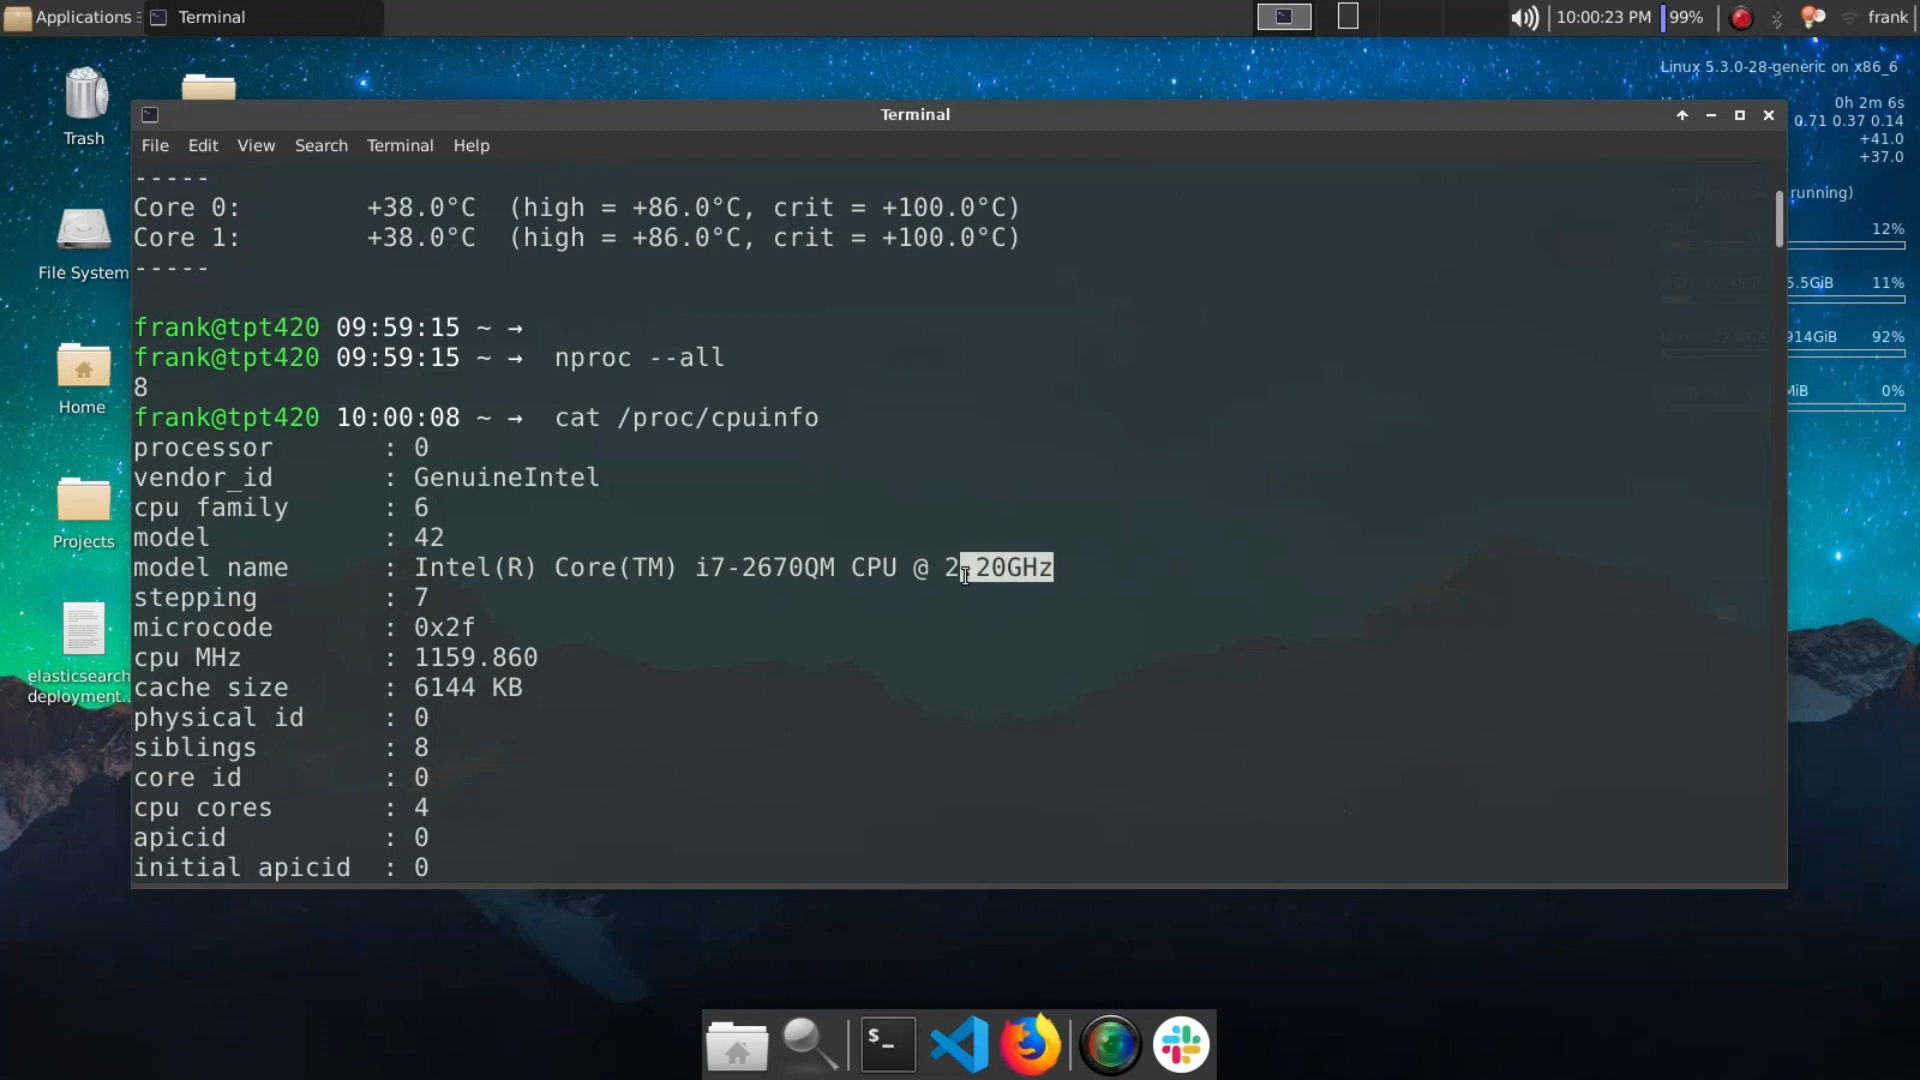 Applications
Terminal
10:00:23 PM
99%
frank
Linux 5.3.0-28-generic on x86_6
0h 2m 6s
0.71 0.37 0.14
+41.0
+37.0
running)
12%
5.5GiB 11%
914GiB 92%
MiB 0%
Trash
File System
Home
Projects
elasticsearch
deployment...
Terminal
File Edit View Search Terminal Help
-----
Core 0: +38.0°C (high = +86.0°C, crit = +100.0°C)
Core 1: +38.0°C (high = +86.0°C, crit = +100.0°C)
-----
frank@tpt420 09:59:15 ~ →
frank@tpt420 09:59:15 ~ → nproc --all
8
frank@tpt420 10:00:08 ~ → cat /proc/cpuinfo
processor : 0
vendor_id : GenuineIntel
cpu family : 6
model : 42
model name : Intel(R) Core(TM) i7-2670QM CPU @ 2.20GHz
stepping : 7
microcode : 0x2f
cpu MHz : 1159.860
cache size : 6144 KB
physical id : 0
siblings : 8
core id : 0
cpu cores : 4
apicid : 0
initial apicid : 0
$_